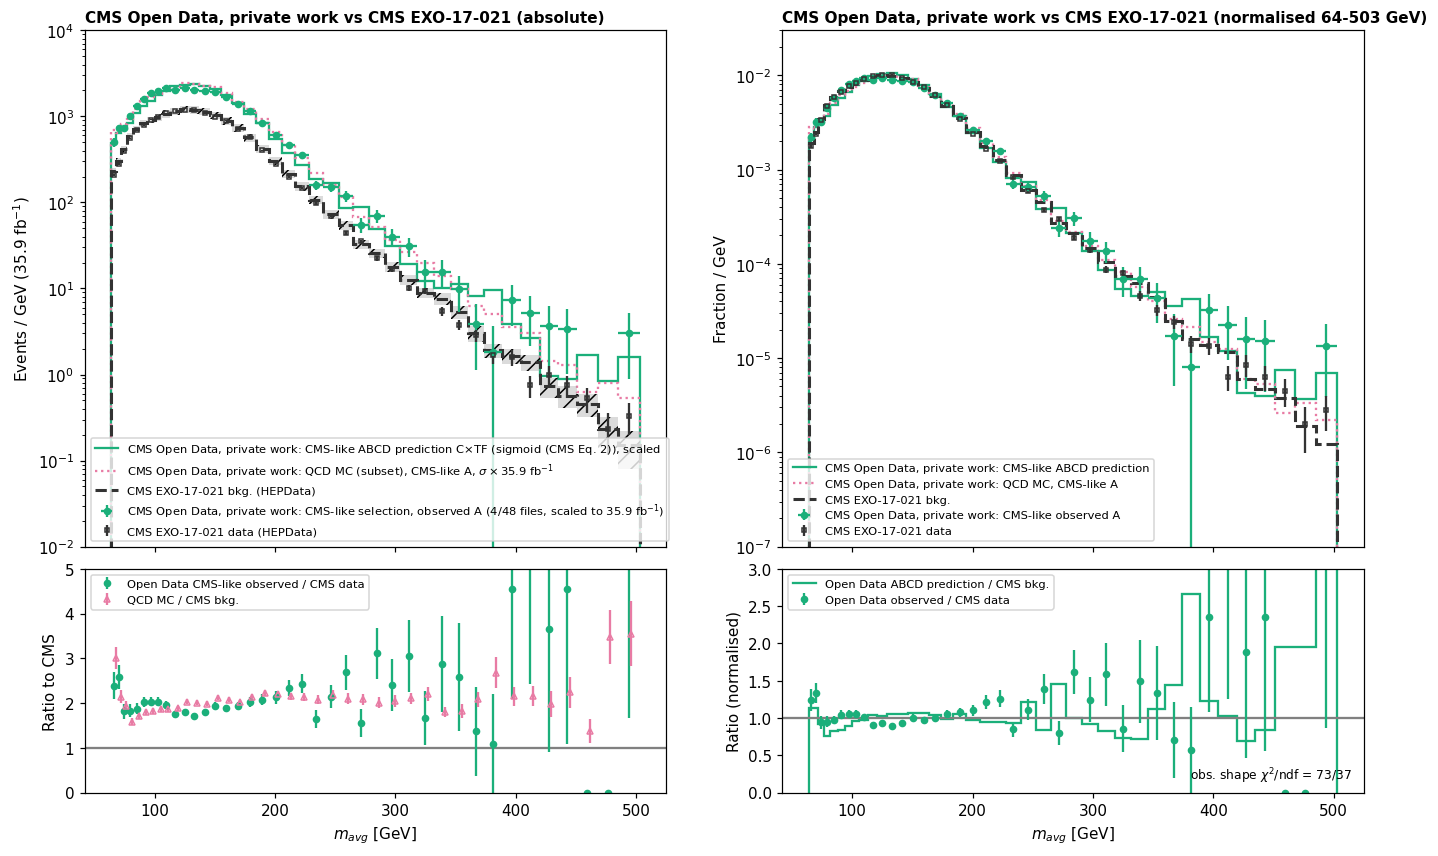 CMS Open Data, private work vs CMS EXO-17-021 (absolute)
Events / GeV (35.9 fb⁻¹)
10⁴
10³
10²
10¹
10⁰
10⁻¹
10⁻²
CMS Open Data, private work: CMS-like ABCD prediction C×TF (sigmoid (CMS Eq. 2)), scaled
CMS Open Data, private work: QCD MC (subset), CMS-like A, σ × 35.9 fb⁻¹
CMS EXO-17-021 bkg. (HEPData)
CMS Open Data, private work: CMS-like selection, observed A (4/48 files, scaled to 35.9 fb⁻¹)
CMS EXO-17-021 data (HEPData)
Ratio to CMS
5
4
3
2
1
0
Open Data CMS-like observed / CMS data
QCD MC / CMS bkg.
100
200
300
400
500
m_avg [GeV]
CMS Open Data, private work vs CMS EXO-17-021 (normalised 64-503 GeV)
Fraction / GeV
10⁻²
10⁻³
10⁻⁴
10⁻⁵
10⁻⁶
10⁻⁷
CMS Open Data, private work: CMS-like ABCD prediction
CMS Open Data, private work: QCD MC, CMS-like A
CMS EXO-17-021 bkg.
CMS Open Data, private work: CMS-like observed A
CMS EXO-17-021 data
Ratio (normalised)
3.0
2.5
2.0
1.5
1.0
0.5
0.0
Open Data ABCD prediction / CMS bkg.
Open Data observed / CMS data
obs. shape χ²/ndf = 73/37
100
200
300
400
500
m_avg [GeV]